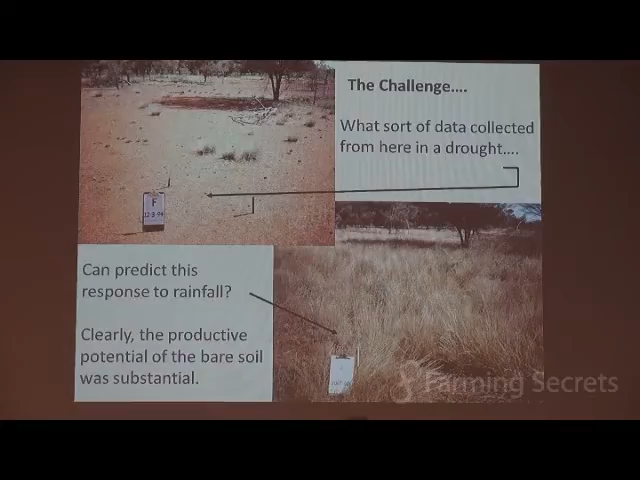 The Challenge....
What sort of data collected
from here in a drought....
F
Can predict this
response to rainfall?
Clearly, the productive
potential of the bare soil
was substantial.
Farming Secrets